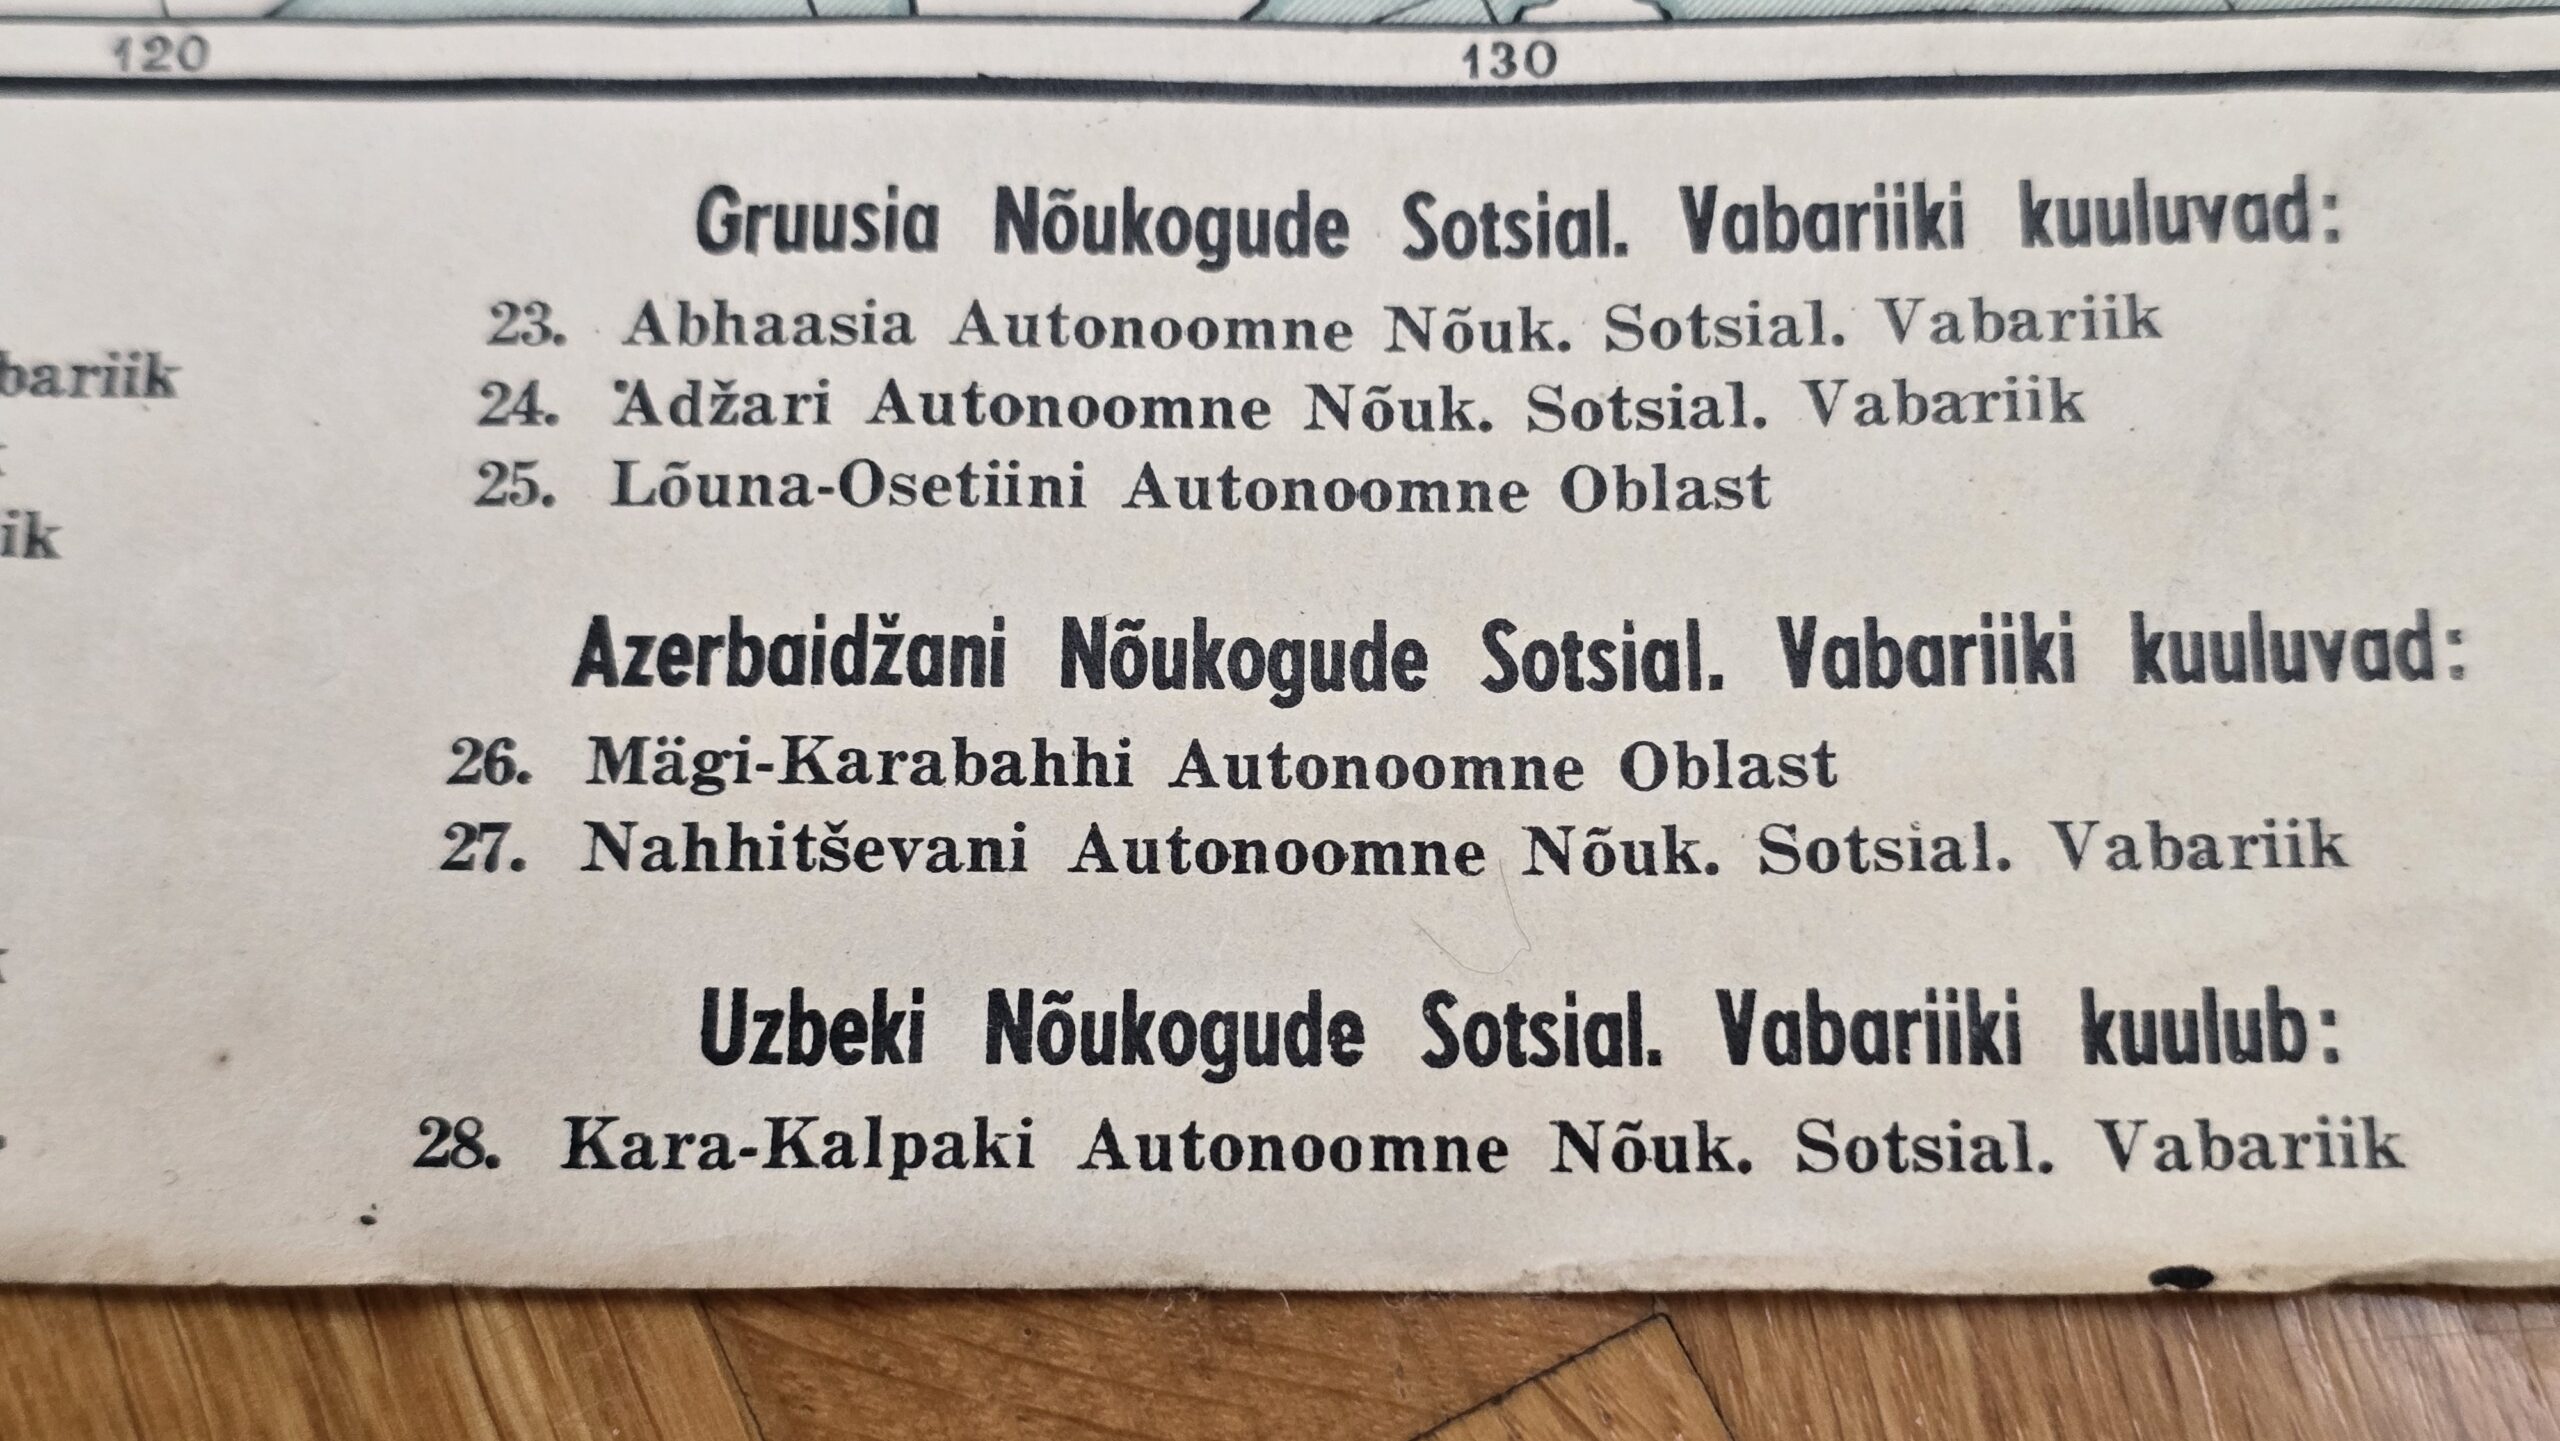 120 130
Gruusia Nõukogude Sotsial. Vabariiki kuuluvad:
23. Abhaasia Autonoomne Nõuk. Sotsial. Vabariik
24. Adžari Autonoomne Nõuk. Sotsial. Vabariik
25. Lõuna-Osetiini Autonoomne Oblast
Azerbaidžani Nõukogude Sotsial. Vabariiki kuuluvad:
26. Mägi-Karabahhi Autonoomne Oblast
27. Nahhitševani Autonoomne Nõuk. Sotsial. Vabariik
Uzbeki Nõukogude Sotsial. Vabariiki kuulub:
28. Kara-Kalpaki Autonoomne Nõuk. Sotsial. Vabariik